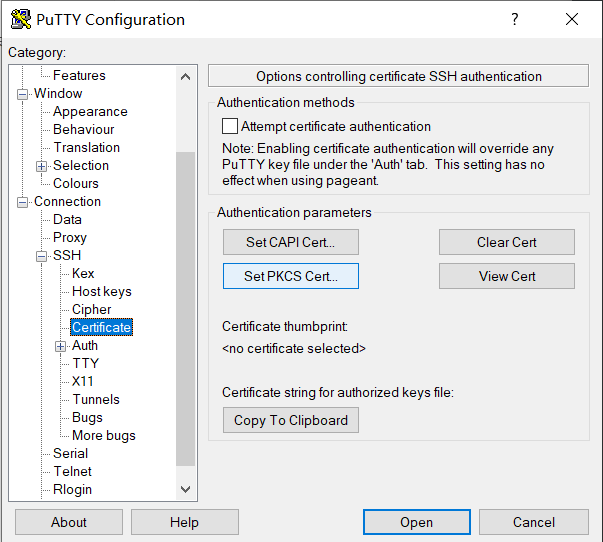 PuTTY Configuration
Category:
Features
Window
Appearance
Behaviour
Translation
Selection
Colours
Connection
Data
Proxy
SSH
Kex
Host keys
Cipher
Certificate
Auth
TTY
X11
Tunnels
Bugs
More bugs
Serial
Telnet
Rlogin
Options controlling certificate SSH authentication
Authentication methods
Attempt certificate authentication
Note: Enabling certificate authentication will override any
PuTTY key file under the 'Auth' tab. This setting has no
effect when using pageant.
Authentication parameters
Set CAPI Cert...
Clear Cert
Set PKCS Cert...
View Cert
Certificate thumbprint:
<no certificate selected>
Certificate string for authorized keys file:
Copy To Clipboard
About
Help
Open
Cancel